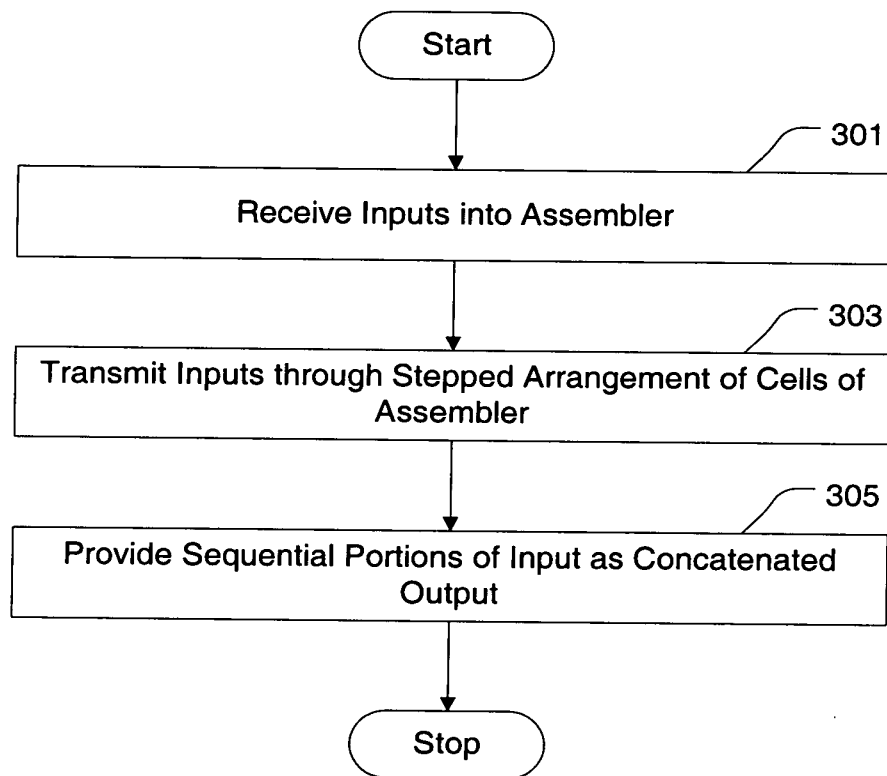 Start
301
Receive Inputs into Assembler
303
Transmit Inputs through Stepped Arrangement of Cells of
Assembler
305
Provide Sequential Portions of Input as Concatenated
Output
Stop